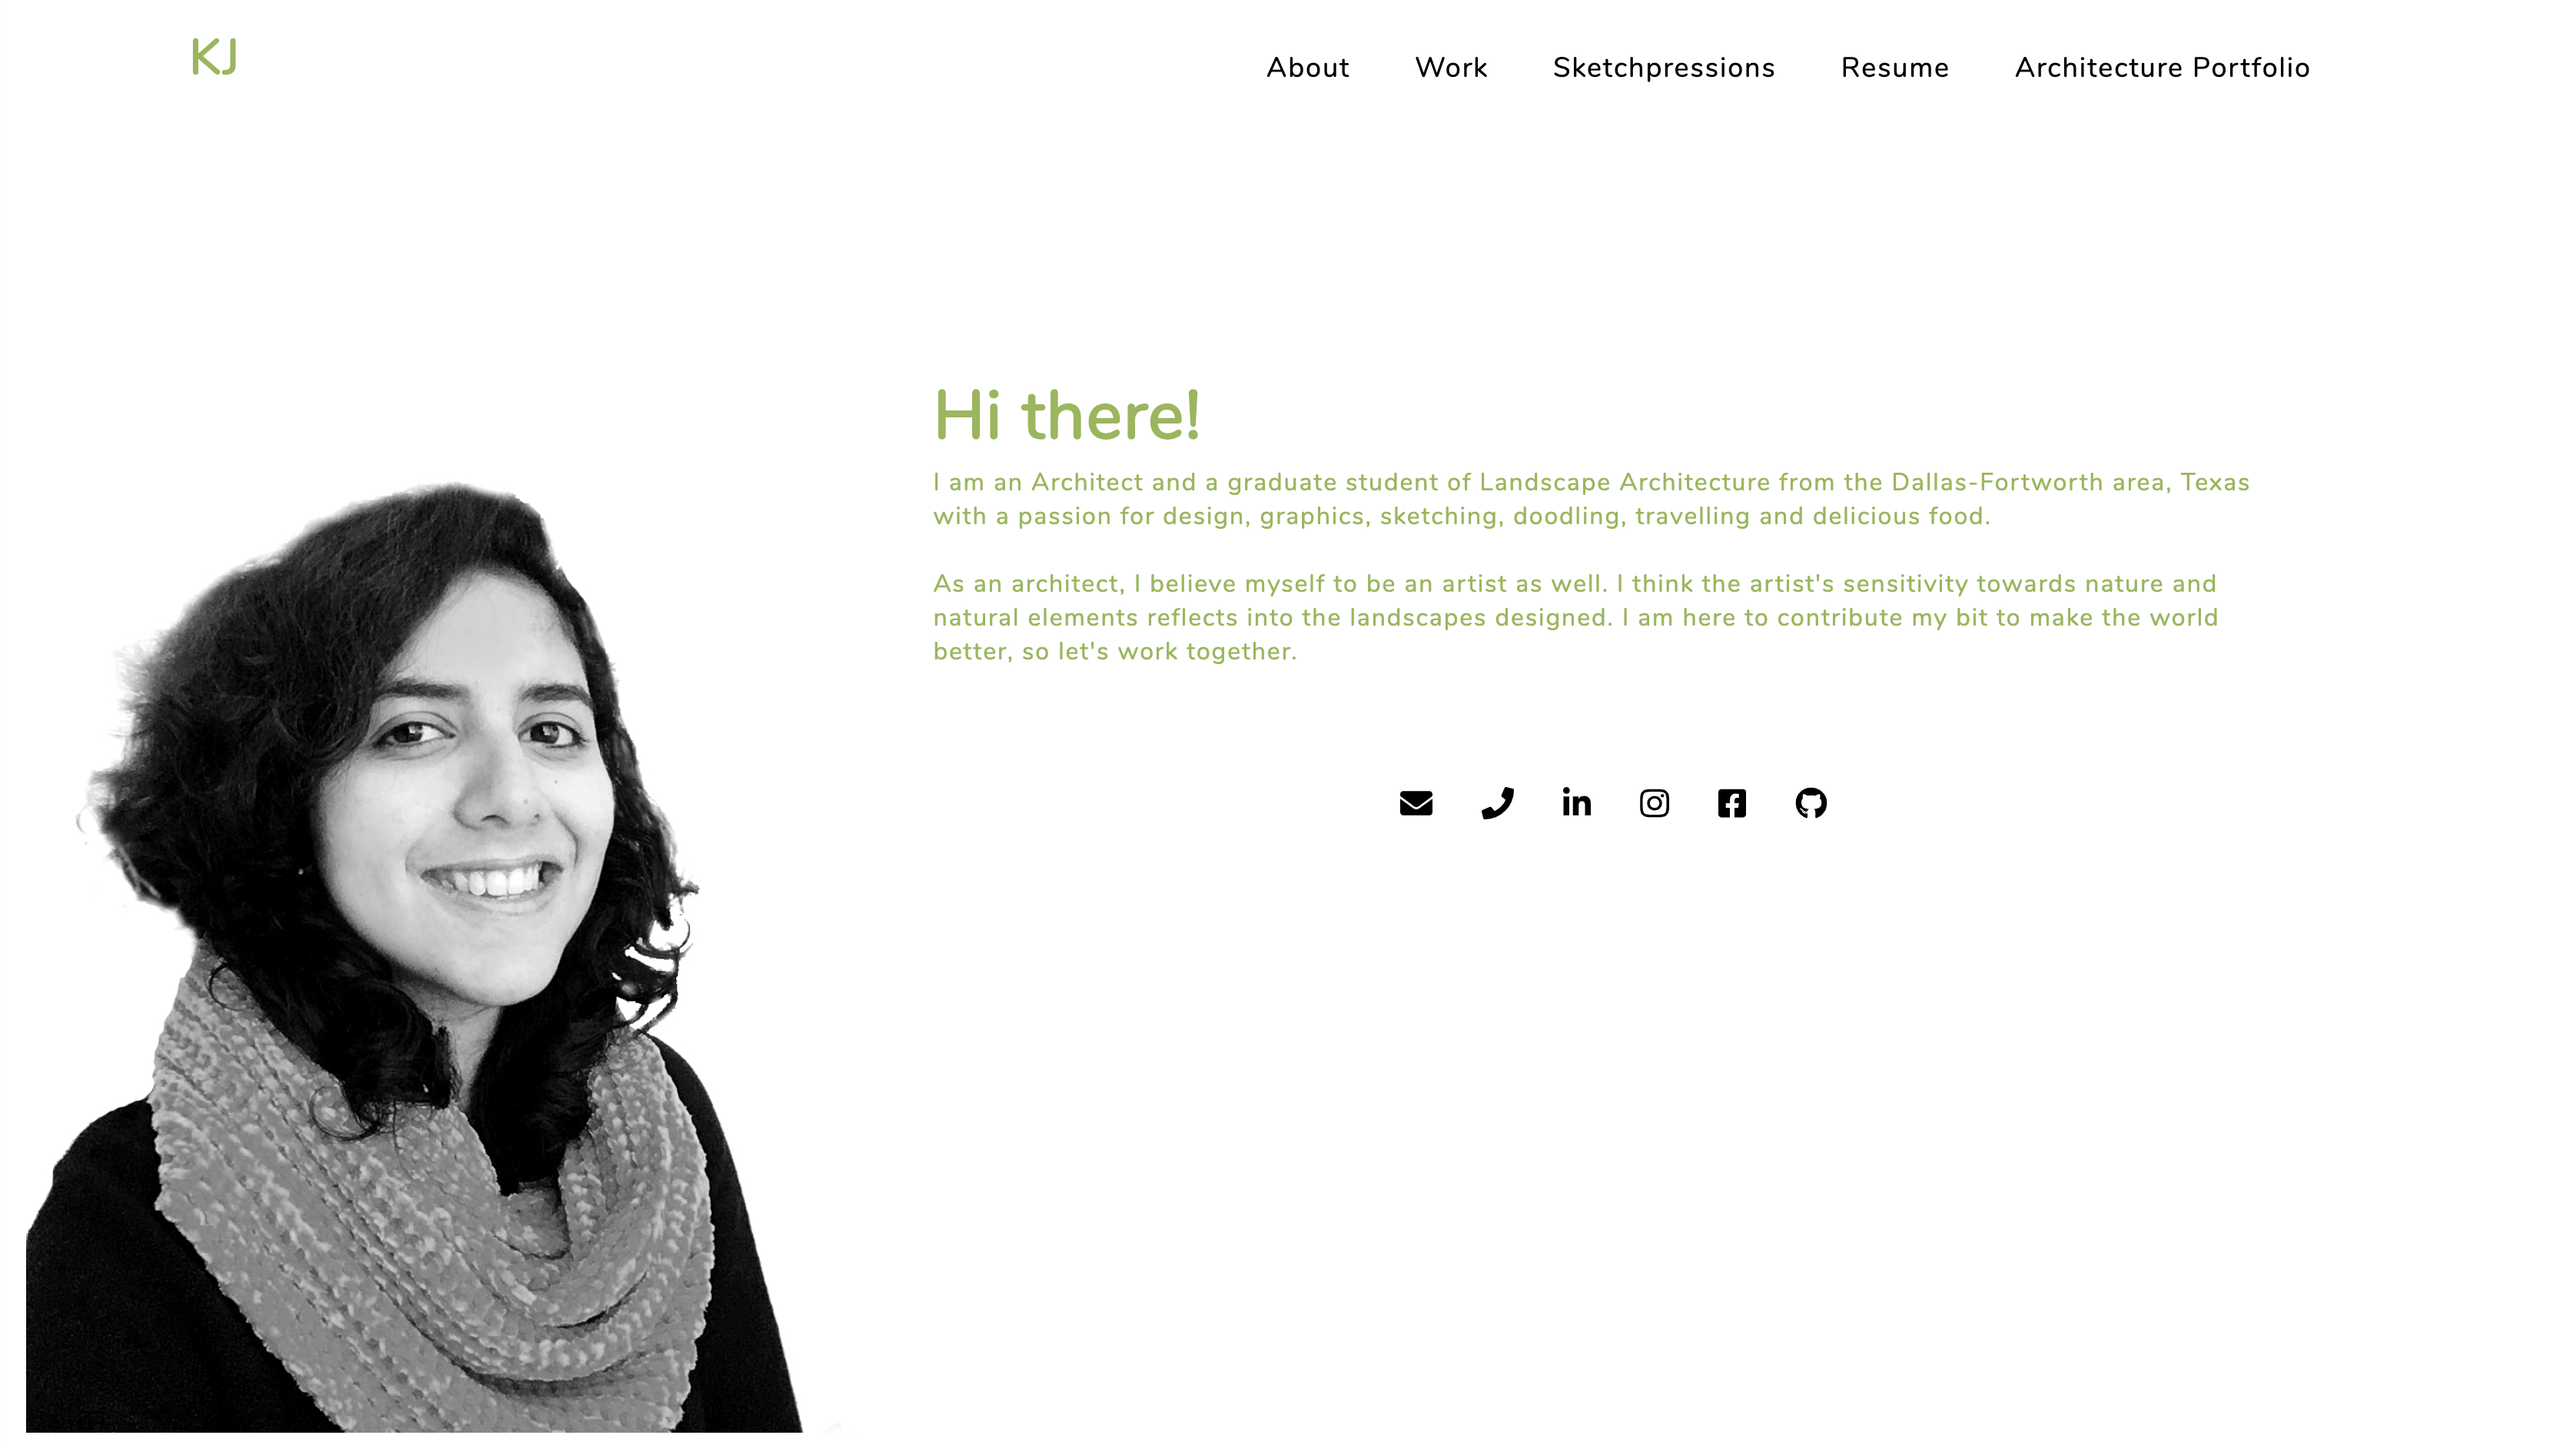 KJ
About Work Sketchpressions Resume Architecture Portfolio
Hi there!
I am an Architect and a graduate student of Landscape Architecture from the Dallas-Fortworth area, Texas
with a passion for design, graphics, sketching, doodling, travelling and delicious food.
As an architect, I believe myself to be an artist as well. I think the artist's sensitivity towards nature and
natural elements reflects into the landscapes designed. I am here to contribute my bit to make the world
better, so let's work together.